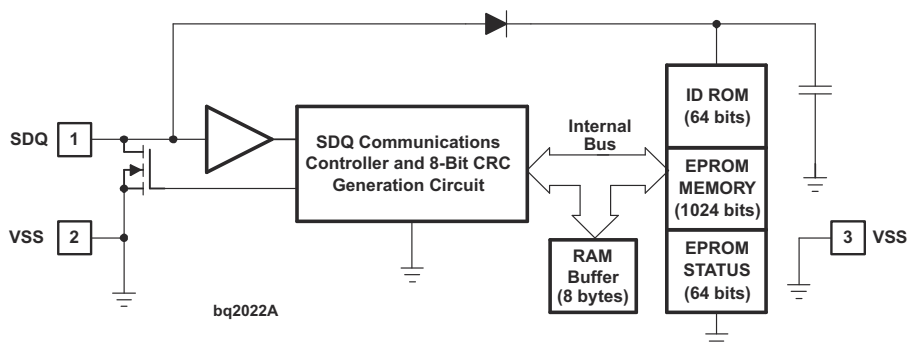 SDQ
1
SDQ Communications
Controller and 8-Bit CRC
Generation Circuit
Internal
Bus
ID ROM
(64 bits)
EPROM
MEMORY
(1024 bits)
EPROM
STATUS
(64 bits)
VSS
2
RAM
Buffer
(8 bytes)
3
VSS
bq2022A